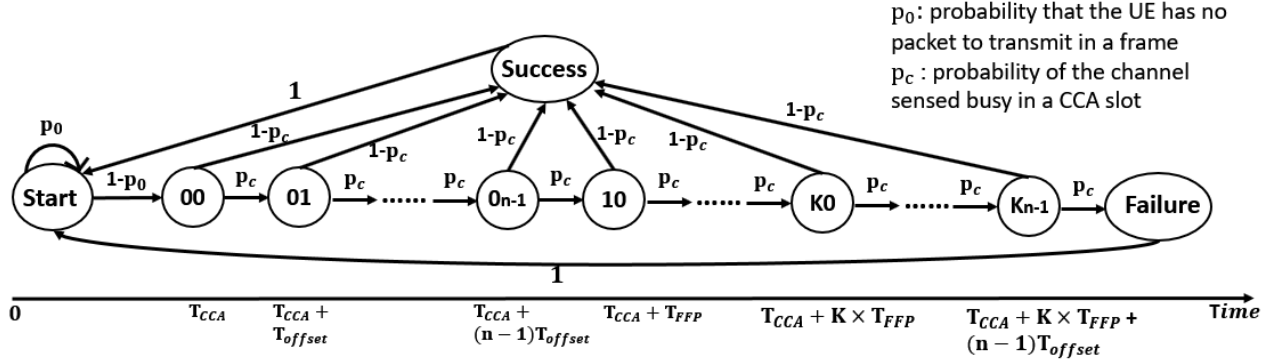 p₀: probability that the UE has no
packet to transmit in a frame
p_c : probability of the channel
sensed busy in a CCA slot
Success
1
1-p_c
1-p_c
1-p_c
1-p_c
1-p_c
1-p_c
p₀
Start
1-p₀
00
p_c
01
p_c
......
p_c
0n-1
p_c
10
p_c
......
p_c
K0
p_c
......
p_c
Kn-1
p_c
Failure
1
0
T_CCA
T_CCA +
T_offset
T_CCA +
(n − 1)T_offset
T_CCA + T_FFP
T_CCA + K × T_FFP
T_CCA + K × T_FFP +
(n − 1)T_offset
Time